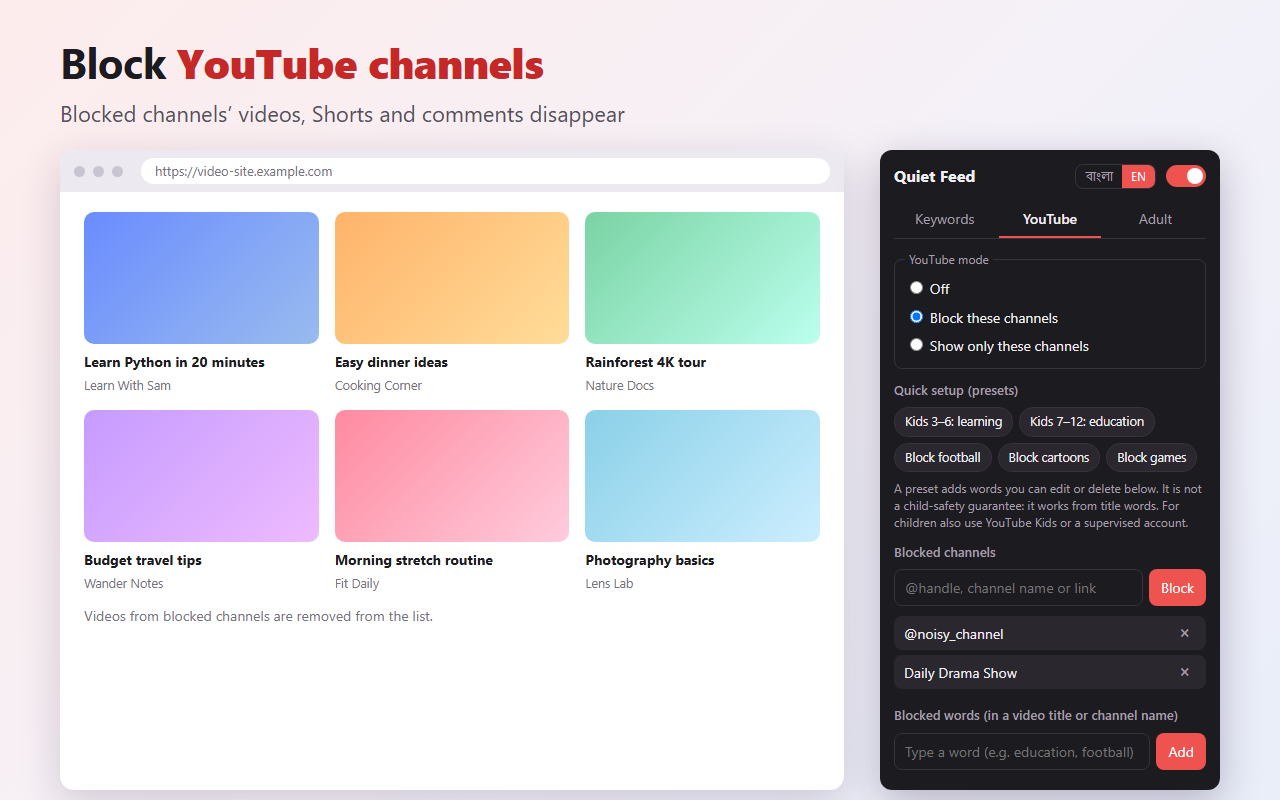 Block YouTube channels
Blocked channels’ videos, Shorts and comments disappear
https://video-site.example.com
Learn Python in 20 minutes
Learn With Sam
Easy dinner ideas
Cooking Corner
Rainforest 4K tour
Nature Docs
Budget travel tips
Wander Notes
Morning stretch routine
Fit Daily
Photography basics
Lens Lab
Videos from blocked channels are removed from the list.
Quiet Feed
বাংলা EN
Keywords YouTube Adult
YouTube mode
Off
Block these channels
Show only these channels
Quick setup (presets)
Kids 3–6: learning Kids 7–12: education
Block football Block cartoons Block games
A preset adds words you can edit or delete below. It is not
a child-safety guarantee: it works from title words. For
children also use YouTube Kids or a supervised account.
Blocked channels
@handle, channel name or link Block
@noisy_channel ×
Daily Drama Show ×
Blocked words (in a video title or channel name)
Type a word (e.g. education, football) Add